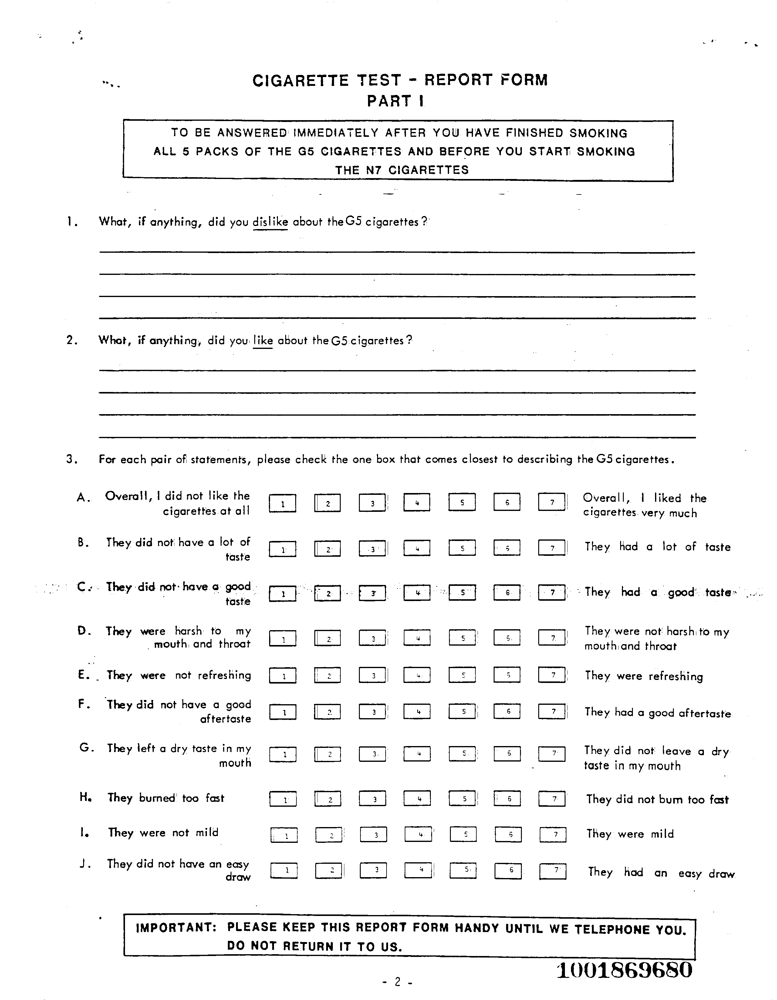 CIGARETTE TEST - REPORT FORM
PART I
TO BE ANSWERED IMMEDIATELY AFTER YOU HAVE FINISHED SMOKING
ALL 5 PACKS OF THE G5 CIGARETTES AND BEFORE YOU START SMOKING
THE N7 CIGARETTES
1. What, if anything, did you dislike about the G5 cigarettes?
2. What, if anything, did you like about the G5 cigarettes?
3. For each pair of statements, please check the one box that comes closest to describing the G5 cigarettes.
A. Overall, I did not like the cigarettes at all 1 2 3 4 5 6 7 Overall, I liked the cigarettes very much
B. They did not have a lot of taste 1 2 3 4 5 6 7 They had a lot of taste
C. They did not have a good taste 1 2 3 4 5 6 7 They had a good taste
D. They were harsh to my mouth and throat 1 2 3 4 5 6 7 They were not harsh to my mouth and throat
E. They were not refreshing 1 2 3 4 5 6 7 They were refreshing
F. They did not have a good aftertaste 1 2 3 4 5 6 7 They had a good aftertaste
G. They left a dry taste in my mouth 1 2 3 4 5 6 7 They did not leave a dry taste in my mouth
H. They burned too fast 1 2 3 4 5 6 7 They did not burn too fast
I. They were not mild 1 2 3 4 5 6 7 They were mild
J. They did not have an easy draw 1 2 3 4 5 6 7 They had an easy draw
IMPORTANT: PLEASE KEEP THIS REPORT FORM HANDY UNTIL WE TELEPHONE YOU.
DO NOT RETURN IT TO US.
1001869680
- 2 -